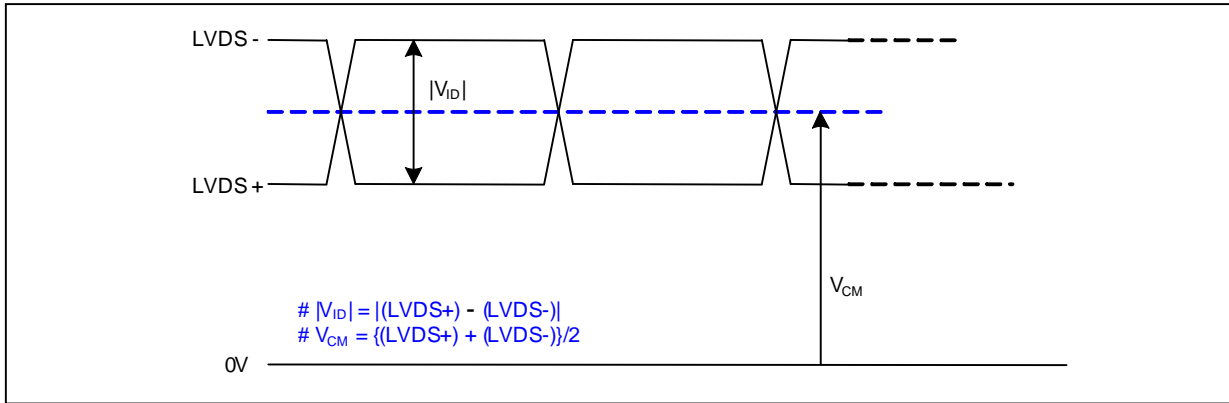 LVDS -
|VID|
LVDS +
VCM
# |VID| = |(LVDS+) - (LVDS-)|
# VCM = {(LVDS+) + (LVDS-)}/2
0V